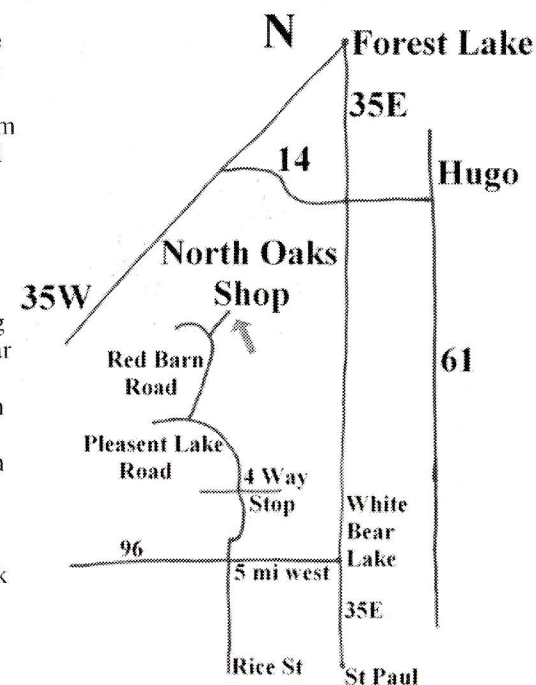 N
Forest Lake
35E
14
Hugo
North Oaks
Shop
35W
61
Red Barn
Road
Pleasent Lake
Road
4 Way
Stop
White
Bear
Lake
96
5 mi west
35E
Rice St
St Paul